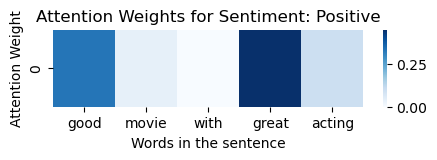 Attention Weights for Sentiment: Positive
Attention Weight
0
good movie with great acting
Words in the sentence
0.25
0.00